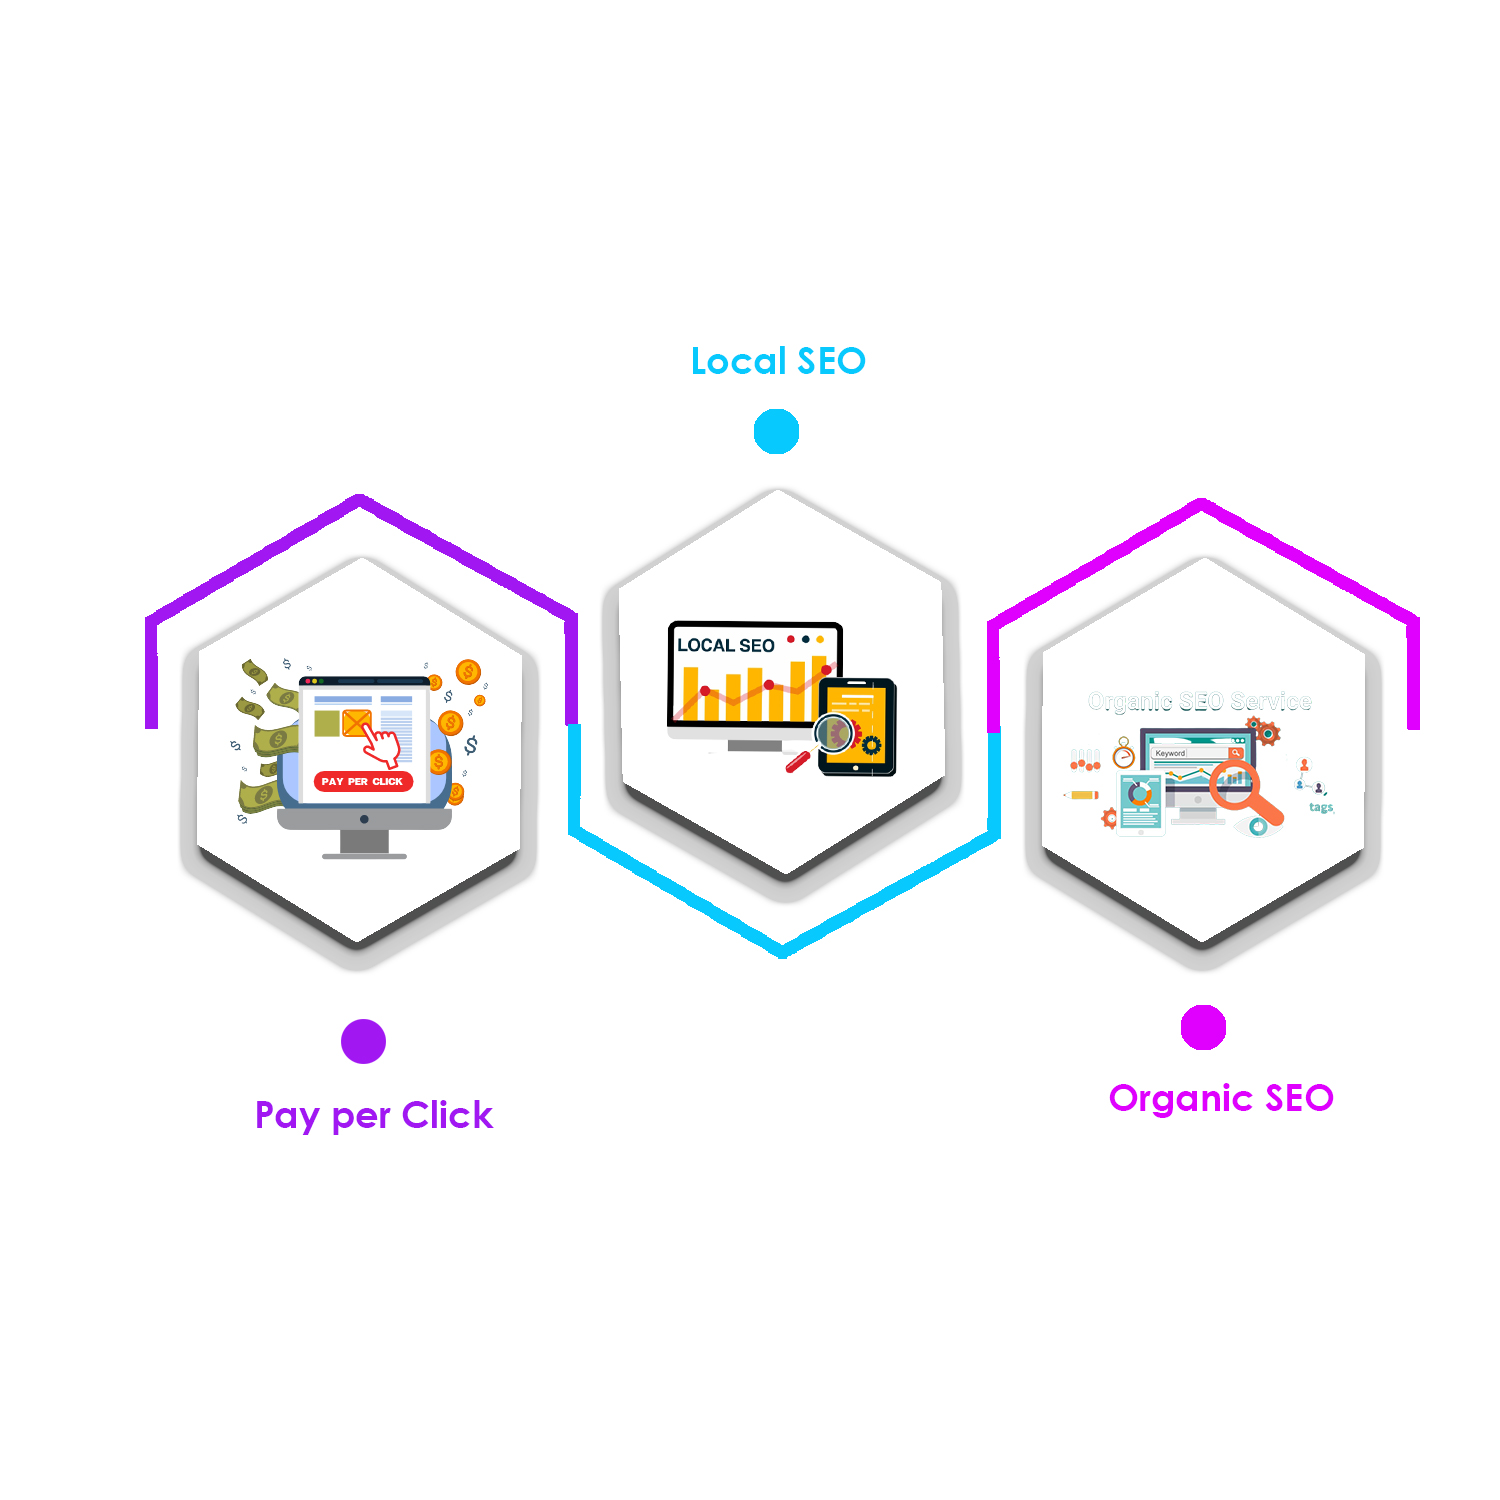 Local SEO
LOCAL SEO
PAY PER CLICK
Organic SEO Service
Keyword
tags
Pay per Click
Organic SEO